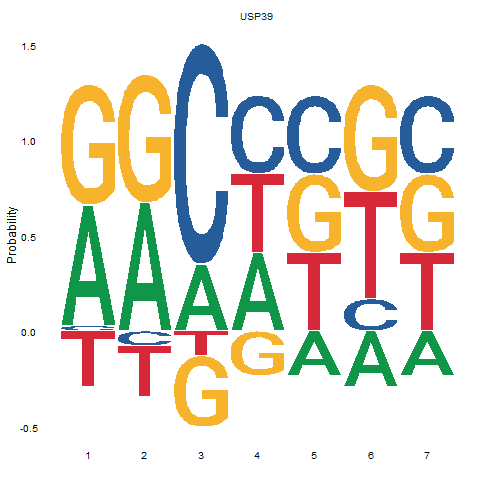 USP39
1.5
1.0
0.5
0.0
-0.5
Probability
G G C C C G C
A A A T G T G
C C T A T C T
T T G G A A A
1 2 3 4 5 6 7